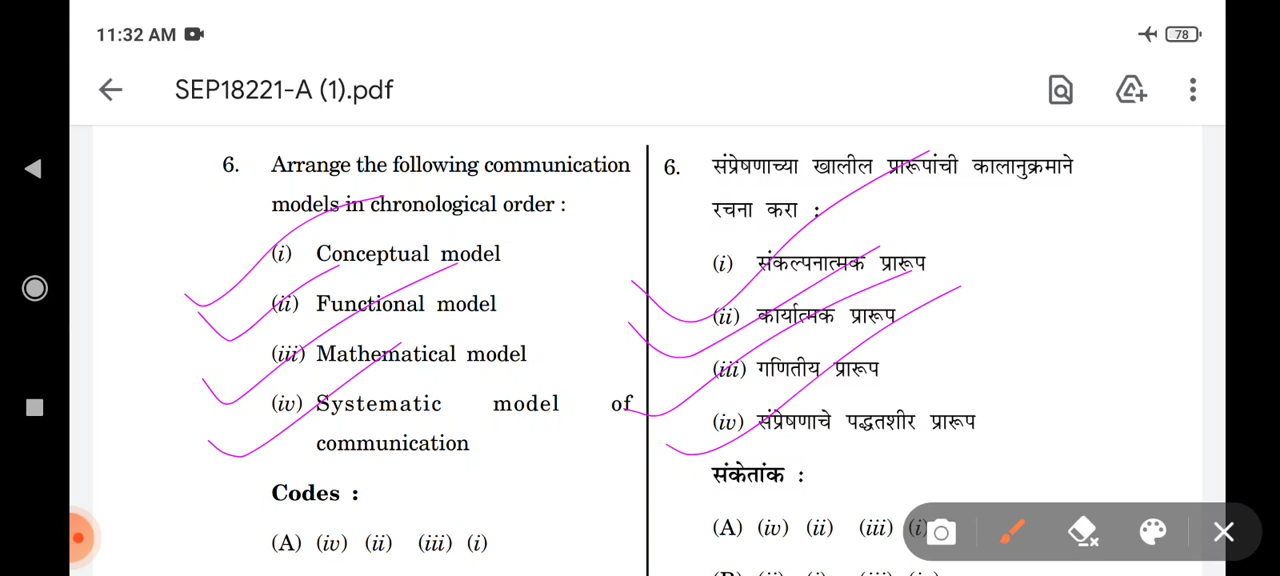 11:32 AM
78
SEP18221-A (1).pdf
6. Arrange the following communication
models in chronological order :
(i) Conceptual model
(ii) Functional model
(iii) Mathematical model
(iv) Systematic model of
communication
Codes :
(A) (iv) (ii) (iii) (i)
6. संप्रेषणाच्या खालील प्रारूपांची कालानुक्रमाने
रचना करा :
(i) संकल्पनात्मक प्रारूप
(ii) कार्यात्मक प्रारूप
(iii) गणितीय प्रारूप
(iv) संप्रेषणाचे पद्धतशीर प्रारूप
संकेतांक :
(A) (iv) (ii) (iii) (i)